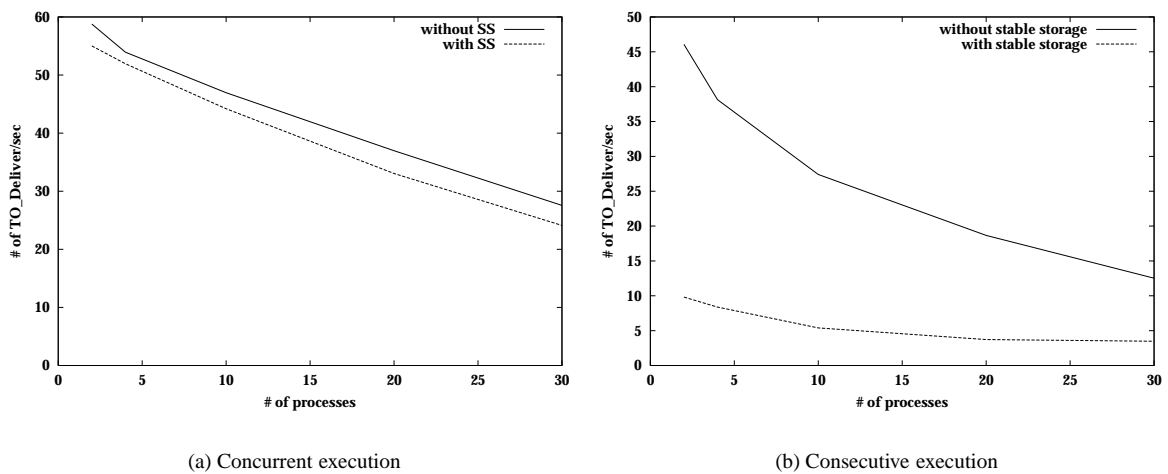 60
50
40
30
20
10
0
0 5 10 15 20 25 30
# of TO_Deliver/sec
# of processes
without SS
with SS
(a) Concurrent execution
50
45
40
35
30
25
20
15
10
5
0
0 5 10 15 20 25 30
# of TO_Deliver/sec
# of processes
without stable storage
with stable storage
(b) Consecutive execution